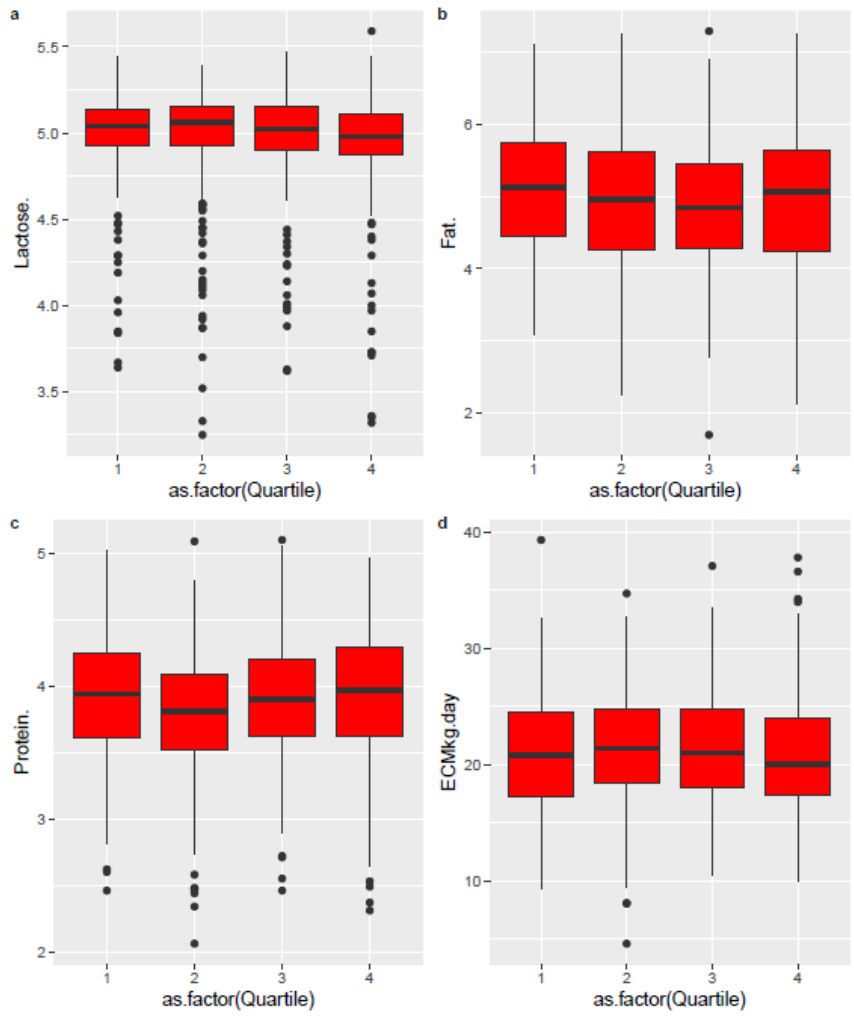 a
Lactose.
5.5
5.0
4.5
4.0
3.5
1 2 3 4
as.factor(Quartile)
b
Fat.
6
4
2
1 2 3 4
as.factor(Quartile)
c
Protein.
5
4
3
2
1 2 3 4
as.factor(Quartile)
d
ECMkg.day
40
30
20
10
1 2 3 4
as.factor(Quartile)